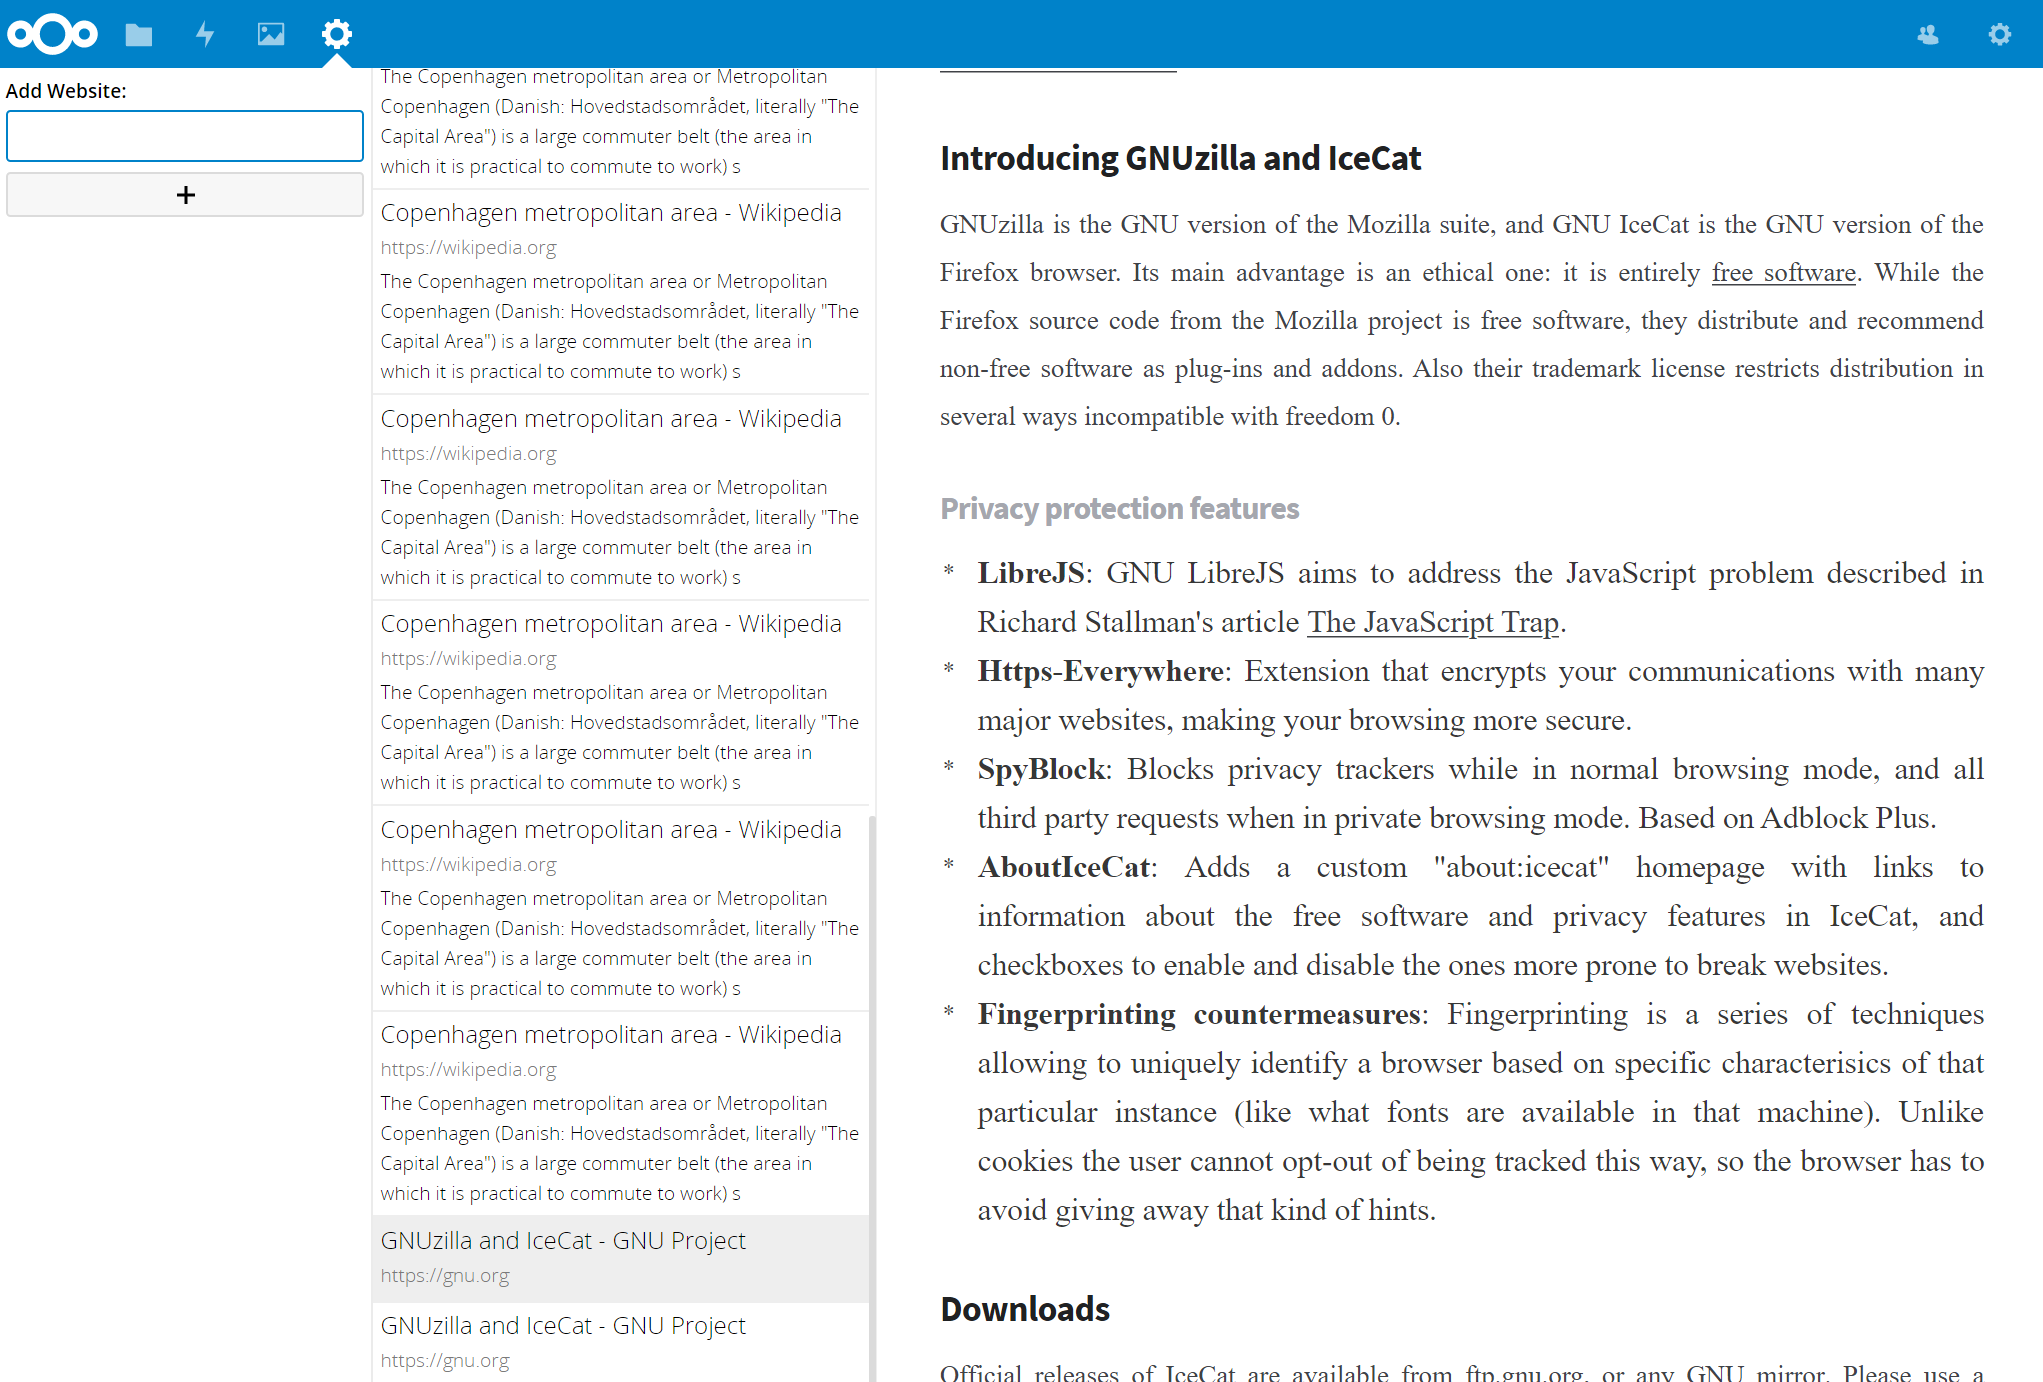 Add Website:
+
The Copenhagen metropolitan area or Metropolitan
Copenhagen (Danish: Hovedstadsområdet, literally "The
Capital Area") is a large commuter belt (the area in
which it is practical to commute to work) s
Copenhagen metropolitan area - Wikipedia
https://wikipedia.org
The Copenhagen metropolitan area or Metropolitan
Copenhagen (Danish: Hovedstadsområdet, literally "The
Capital Area") is a large commuter belt (the area in
which it is practical to commute to work) s
Copenhagen metropolitan area - Wikipedia
https://wikipedia.org
The Copenhagen metropolitan area or Metropolitan
Copenhagen (Danish: Hovedstadsområdet, literally "The
Capital Area") is a large commuter belt (the area in
which it is practical to commute to work) s
Copenhagen metropolitan area - Wikipedia
https://wikipedia.org
The Copenhagen metropolitan area or Metropolitan
Copenhagen (Danish: Hovedstadsområdet, literally "The
Capital Area") is a large commuter belt (the area in
which it is practical to commute to work) s
Copenhagen metropolitan area - Wikipedia
https://wikipedia.org
The Copenhagen metropolitan area or Metropolitan
Copenhagen (Danish: Hovedstadsområdet, literally "The
Capital Area") is a large commuter belt (the area in
which it is practical to commute to work) s
Copenhagen metropolitan area - Wikipedia
https://wikipedia.org
The Copenhagen metropolitan area or Metropolitan
Copenhagen (Danish: Hovedstadsområdet, literally "The
Capital Area") is a large commuter belt (the area in
which it is practical to commute to work) s
GNUzilla and IceCat - GNU Project
https://gnu.org
GNUzilla and IceCat - GNU Project
https://gnu.org
Introducing GNUzilla and IceCat
GNUzilla is the GNU version of the Mozilla suite, and GNU IceCat is the GNU version of the
Firefox browser. Its main advantage is an ethical one: it is entirely free software. While the
Firefox source code from the Mozilla project is free software, they distribute and recommend
non-free software as plug-ins and addons. Also their trademark license restricts distribution in
several ways incompatible with freedom 0.
Privacy protection features
* LibreJS: GNU LibreJS aims to address the JavaScript problem described in
Richard Stallman's article The JavaScript Trap.
* Https-Everywhere: Extension that encrypts your communications with many
major websites, making your browsing more secure.
* SpyBlock: Blocks privacy trackers while in normal browsing mode, and all
third party requests when in private browsing mode. Based on Adblock Plus.
* AboutIceCat: Adds a custom "about:icecat" homepage with links to
information about the free software and privacy features in IceCat, and
checkboxes to enable and disable the ones more prone to break websites.
* Fingerprinting countermeasures: Fingerprinting is a series of techniques
allowing to uniquely identify a browser based on specific characterisics of that
particular instance (like what fonts are available in that machine). Unlike
cookies the user cannot opt-out of being tracked this way, so the browser has to
avoid giving away that kind of hints.
Downloads
Official releases of IceCat are available from ftp.gnu.org, or any GNU mirror. Please use a